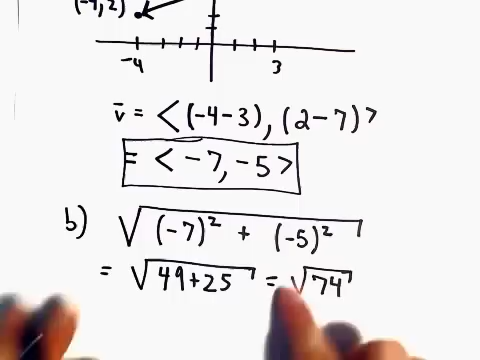 (-4, 2)
-4 3
v̄ = < (-4-3), (2-7) >
= < -7, -5 >
b) √((-7)² + (-5)²)
= √(49+25) = √74